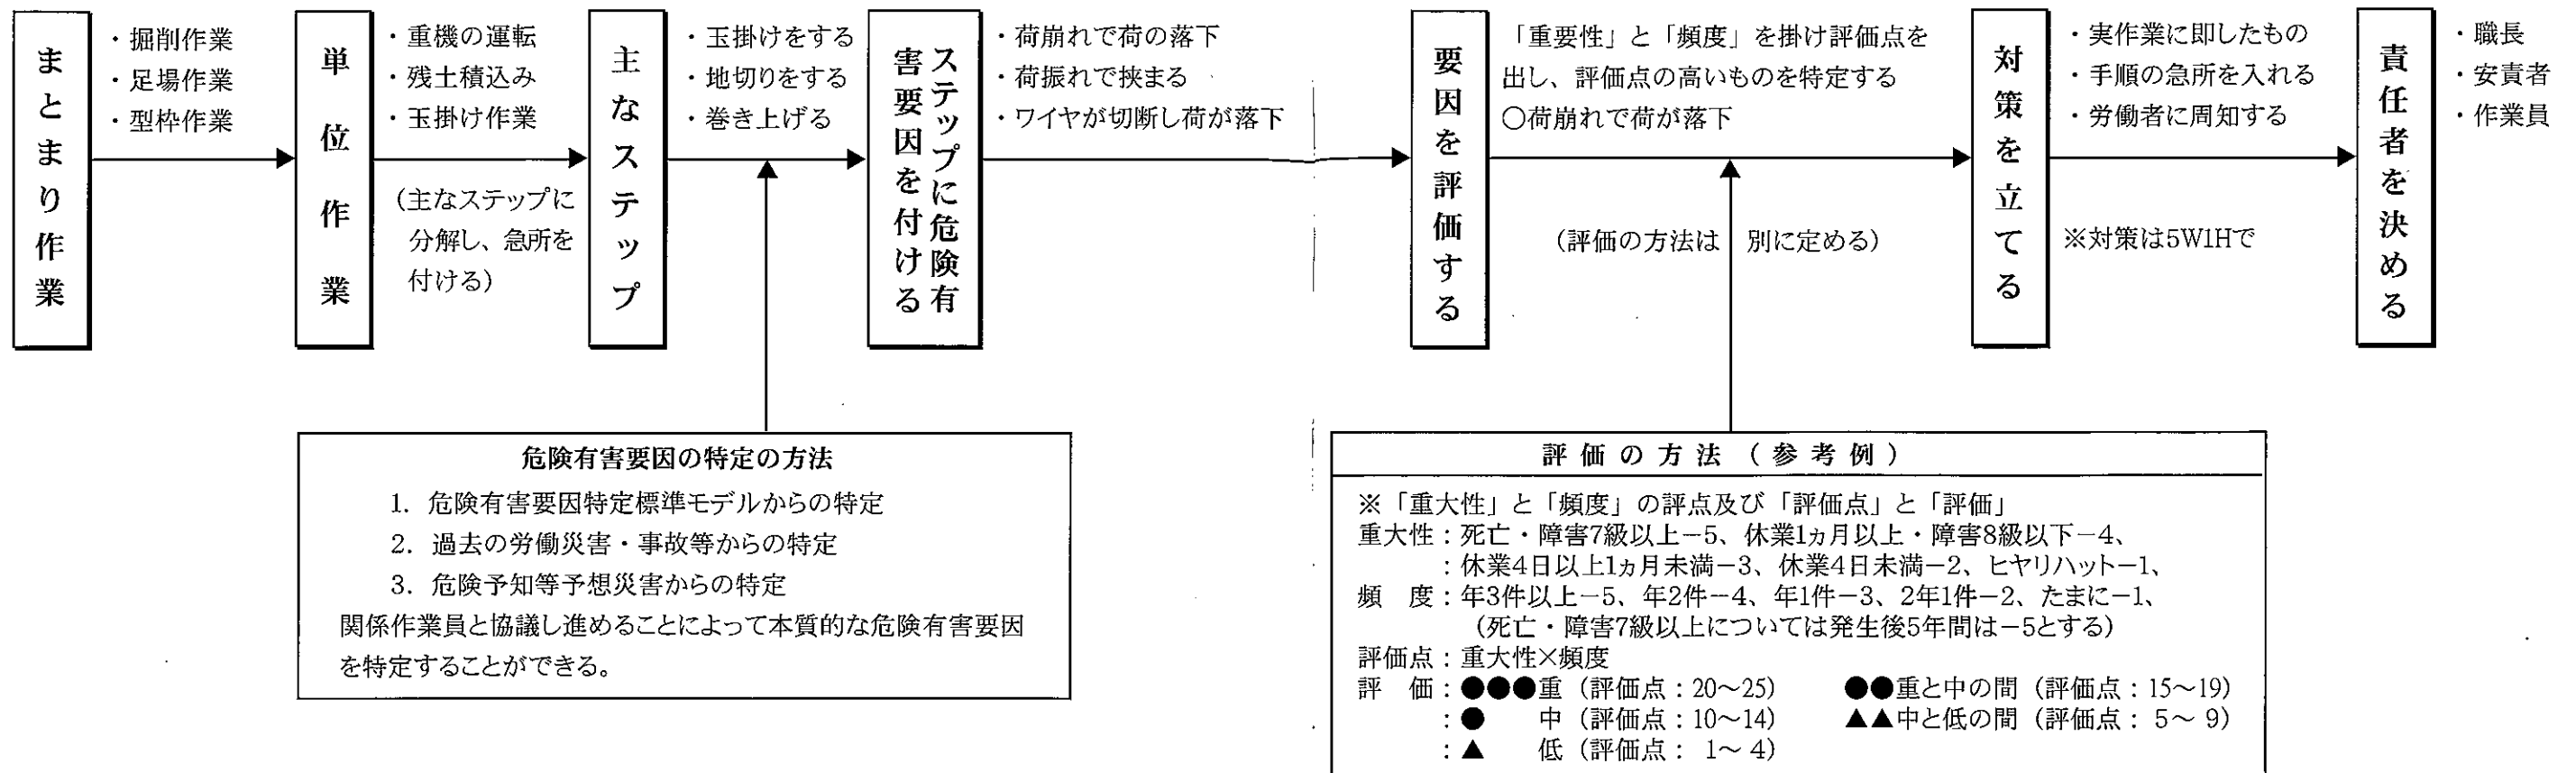 まとまり作業
・掘削作業
・足場作業
・型枠作業
単位作業
・重機の運転
・残土積込み
・玉掛け作業
（主なステップに
分解し、急所を
付ける）
主なステップ
・玉掛けをする
・地切りをする
・巻き上げる
ステップに危険有
害要因を付ける
・荷崩れで荷の落下
・荷振れで挟まる
・ワイヤが切断し荷が落下
要因を評価する
「重要性」と「頻度」を掛け評価点を
出し、評価点の高いものを特定する
○荷崩れで荷が落下
（評価の方法は 別に定める）
対策を立てる
・実作業に即したもの
・手順の急所を入れる
・労働者に周知する
※対策は5W1Hで
責任者を決める
・職長
・安責者
・作業員
危険有害要因の特定の方法
1. 危険有害要因特定標準モデルからの特定
2. 過去の労働災害・事故等からの特定
3. 危険予知等予想災害からの特定
関係作業員と協議し進めることによって本質的な危険有害要因
を特定することができる。
評価の方法（参考例）
※「重大性」と「頻度」の評点及び「評価点」と「評価」
重大性：死亡・障害7級以上－5、休業1ヵ月以上・障害8級以下－4、
：休業4日以上1ヵ月未満－3、休業4日未満－2、ヒヤリハット－1、
頻　度：年3件以上－5、年2件－4、年1件－3、2年1件－2、たまに－1、
（死亡・障害7級以上については発生後5年間は－5とする）
評価点：重大性×頻度
評　価：●●●重（評価点：20～25）　●●重と中の間（評価点：15～19）
：●　中（評価点：10～14）　▲▲中と低の間（評価点： 5～ 9）
：▲　低（評価点： 1～ 4）